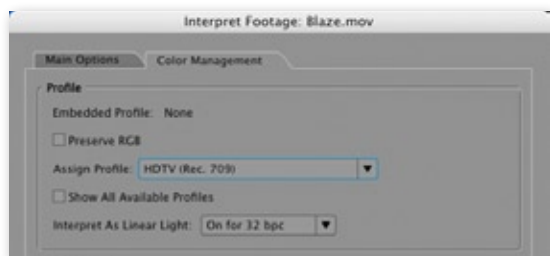 Interpret Footage: Blaze.mov
Main Options Color Management
Profile
Embedded Profile: None
Preserve RGB
Assign Profile: HDTV (Rec. 709)
Show All Available Profiles
Interpret As Linear Light: On for 32 bpc